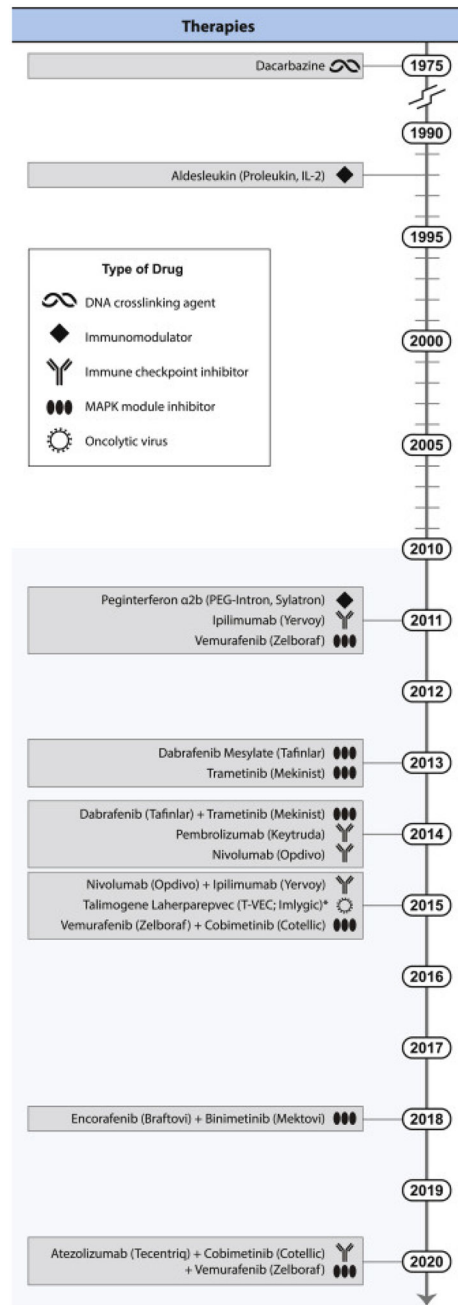 Therapies
Dacarbazine
1975
1990
Aldesleukin (Proleukin, IL-2)
1995
Type of Drug
DNA crosslinking agent
Immunomodulator
Immune checkpoint inhibitor
MAPK module inhibitor
Oncolytic virus
2000
2005
2010
Peginterferon α2b (PEG-Intron, Sylatron)
Ipilimumab (Yervoy)
Vemurafenib (Zelboraf)
2011
2012
Dabrafenib Mesylate (Tafinlar)
Trametinib (Mekinist)
2013
Dabrafenib (Tafinlar) + Trametinib (Mekinist)
Pembrolizumab (Keytruda)
Nivolumab (Opdivo)
2014
Nivolumab (Opdivo) + Ipilimumab (Yervoy)
Talimogene Laherparepvec (T-VEC; Imlygic)*
Vemurafenib (Zelboraf) + Cobimetinib (Cotellic)
2015
2016
2017
Encorafenib (Braftovi) + Binimetinib (Mektovi)
2018
2019
Atezolizumab (Tecentriq) + Cobimetinib (Cotellic)
+ Vemurafenib (Zelboraf)
2020